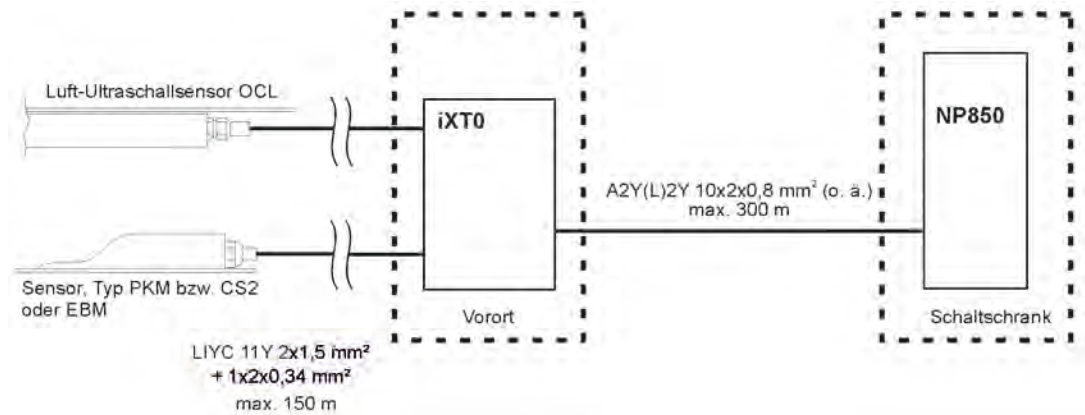 Luft-Ultraschallsensor OCL
iXT0
NP850
A2Y(L)2Y 10x2x0,8 mm² (o. ä.)
max. 300 m
Sensor, Typ PKM bzw. CS2
oder EBM
Vorort
Schaltschrank
LIYC 11Y 2x1,5 mm²
+ 1x2x0,34 mm²
max. 150 m